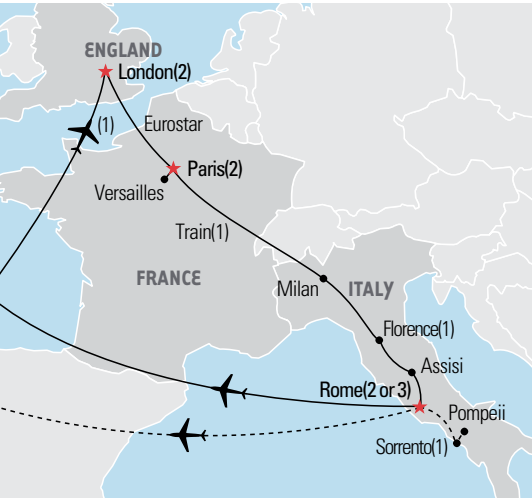 ENGLAND
London(2)
(1)
Eurostar
Paris(2)
Versailles
Train(1)
FRANCE
Milan
ITALY
Florence(1)
Assisi
Rome(2 or 3)
Pompeii
Sorrento(1)